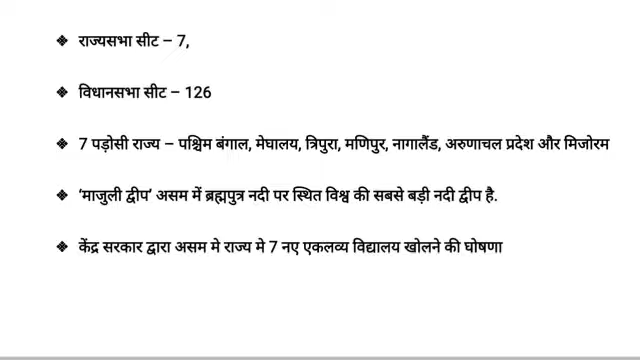 ❖ राज्यसभा सीट – 7,
❖ विधानसभा सीट – 126
❖ 7 पड़ोसी राज्य – पश्चिम बंगाल, मेघालय, त्रिपुरा, मणिपुर, नागालैंड, अरुणाचल प्रदेश और मिजोरम
❖ ‘माजुली द्वीप’ असम में ब्रह्मपुत्र नदी पर स्थित विश्व की सबसे बड़ी नदी द्वीप है.
❖ केंद्र सरकार द्वारा असम मे राज्य मे 7 नए एकलव्य विद्यालय खोलने की घोषणा